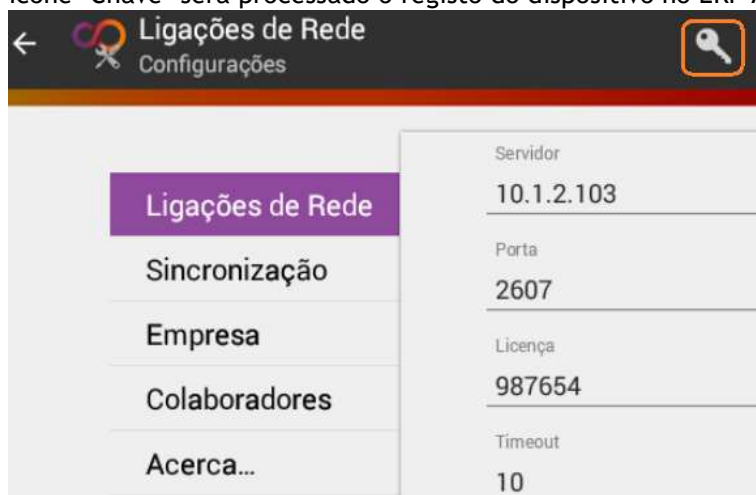 ícone "Chave" será processado o registo do dispositivo no ERP
Ligações de Rede
Configurações
Ligações de Rede
Sincronização
Empresa
Colaboradores
Acerca...
Servidor
10.1.2.103
Porta
2607
Licença
987654
Timeout
10